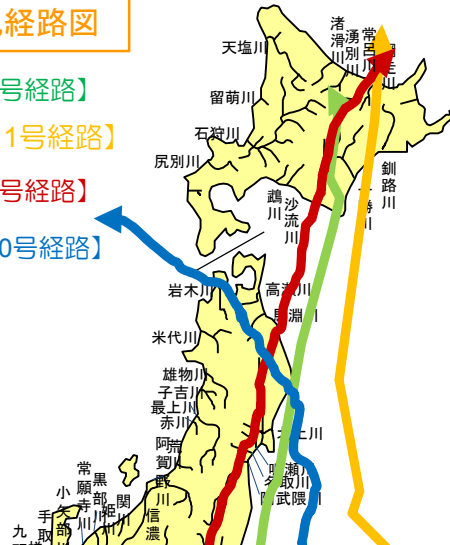 経路図
号経路】
1号経路】
号経路】
0号経路】
渚滑川
湧別川
常呂川
天塩川
留萌川
石狩川
尻別川
釧路川
鵡川
沙流川
岩木川
高瀬川
馬淵川
米代川
雄物川
子吉川
最上川
赤川
北上川
鳴瀬川
名取川
阿武隈川
荒川
阿賀野川
信濃
関川
姫川
黒部川
常願寺川
小矢部川
手取
九